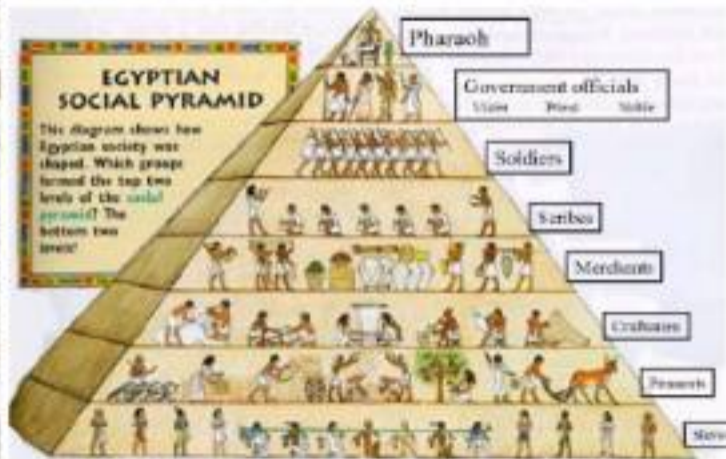 EGYPTIAN
SOCIAL PYRAMID
This diagram shows how
Egyptian society was
shaped. Which groups
formed the top two
levels of the social
pyramid? The
bottom two
levels?
Pharaoh
Government officials
Vizier Priest Noble
Soldiers
Scribes
Merchants
Craftsmen
Peasants